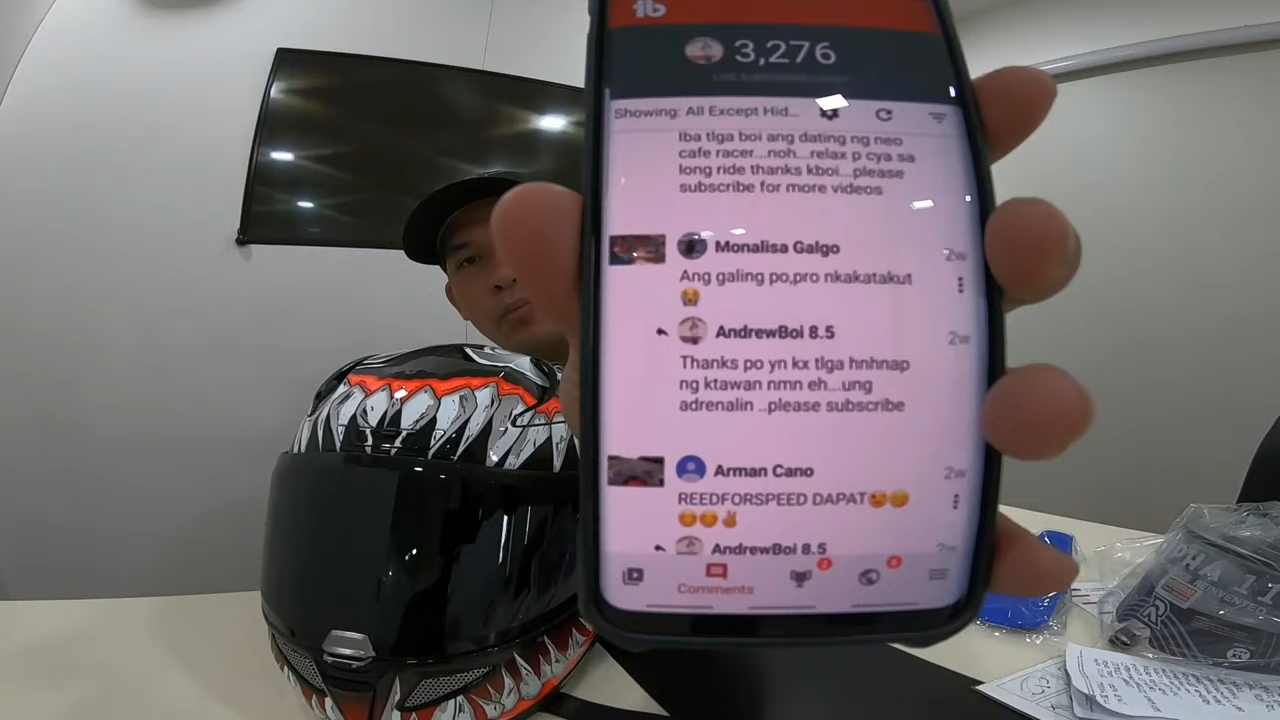 tb
3,276
Showing: All Except Hid...
Iba tlga boi ang dating ng neo
cafe racer...noh...relax p cya sa
long ride thanks kboi...please
subscribe for more videos
Monalisa Galgo
2w
Ang galing po,pro nkakatakut
😭
AndrewBoi 8.5
2w
Thanks po yn kx tlga hnhnap
ng ktawan nmn eh...ung
adrenalin ..please subscribe
Arman Cano
2w
REEDFORSPEED DAPAT
AndrewBoi 8.5
Comments